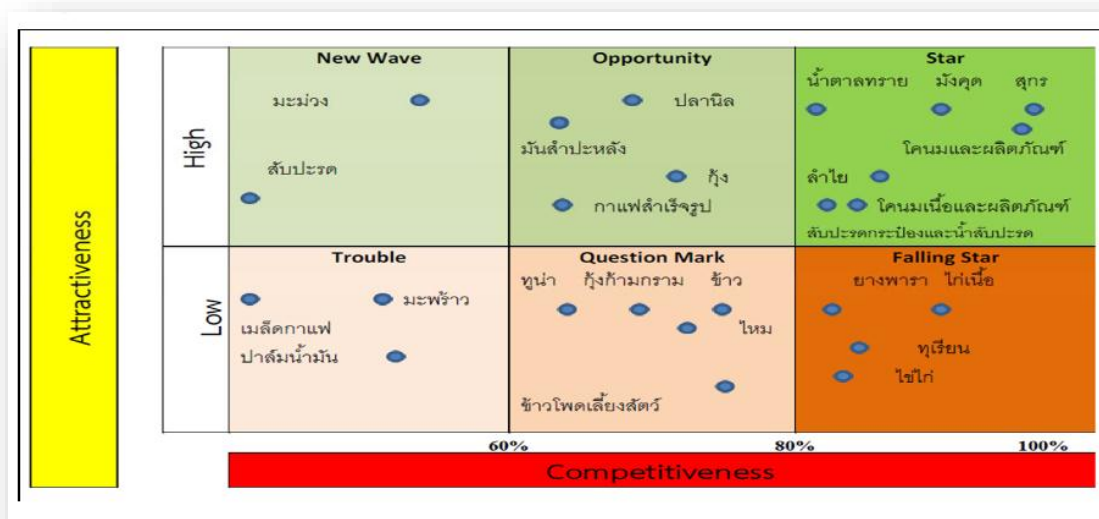 Attractiveness
High
Low
New Wave
มะม่วง
สับปะรด
Opportunity
ปลานิล
มันสำปะหลัง
กุ้ง
กาแฟสำเร็จรูป
Star
น้ำตาลทราย มังคุด สุกร
โคนมและผลิตภัณฑ์
ลำไย
โคนมเนื้อและผลิตภัณฑ์
สับปะรดกระป๋องและน้ำสับปะรด
Trouble
มะพร้าว
เมล็ดกาแฟ
ปาล์มน้ำมัน
Question Mark
ทูน่า กุ้งก้ามกราม ข้าว
ไหม
ข้าวโพดเลี้ยงสัตว์
Falling Star
ยางพารา ไก่เนื้อ
ทุเรียน
ไข่ไก่
60% 80% 100%
Competitiveness